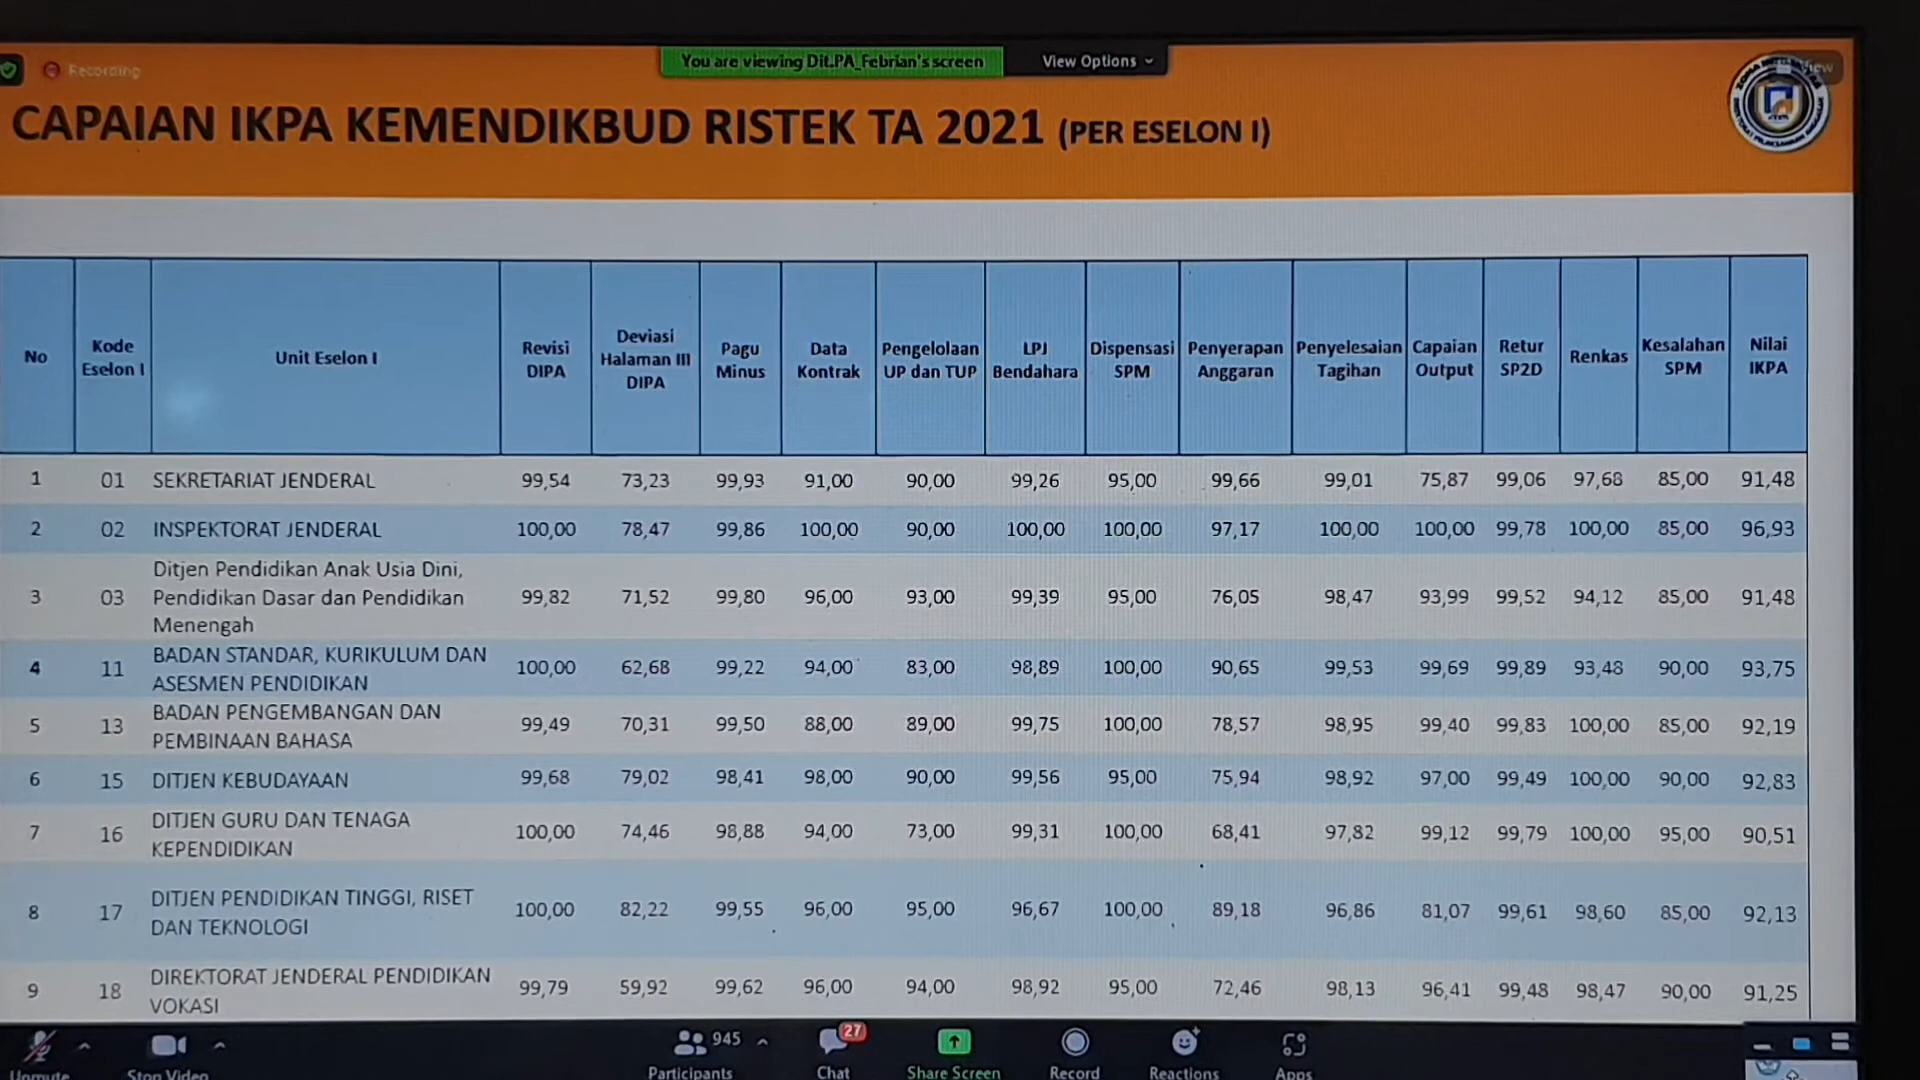 Recording
You are viewing Dit.PA_Febrian's screen
View Options
View
CAPAIAN IKPA KEMENDIKBUD RISTEK TA 2021 (PER ESELON I)
No Kode Eselon I Unit Eselon I Revisi DIPA Deviasi Halaman III DIPA Pagu Minus Data Kontrak Pengelolaan UP dan TUP LPJ Bendahara Dispensasi SPM Penyerapan Anggaran Penyelesaian Tagihan Capaian Output Retur SP2D Renkas Kesalahan SPM Nilai IKPA
1 01 SEKRETARIAT JENDERAL 99,54 73,23 99,93 91,00 90,00 99,26 95,00 99,66 99,01 75,87 99,06 97,68 85,00 91,48
2 02 INSPEKTORAT JENDERAL 100,00 78,47 99,86 100,00 90,00 100,00 100,00 97,17 100,00 100,00 99,78 100,00 85,00 96,93
3 03 Ditjen Pendidikan Anak Usia Dini, Pendidikan Dasar dan Pendidikan Menengah 99,82 71,52 99,80 96,00 93,00 99,39 95,00 76,05 98,47 93,99 99,52 94,12 85,00 91,48
4 11 BADAN STANDAR, KURIKULUM DAN ASESMEN PENDIDIKAN 100,00 62,68 99,22 94,00 83,00 98,89 100,00 90,65 99,53 99,69 99,89 93,48 90,00 93,75
5 13 BADAN PENGEMBANGAN DAN PEMBINAAN BAHASA 99,49 70,31 99,50 88,00 89,00 99,75 100,00 78,57 98,95 99,40 99,83 100,00 85,00 92,19
6 15 DITJEN KEBUDAYAAN 99,68 79,02 98,41 98,00 90,00 99,56 95,00 75,94 98,92 97,00 99,49 100,00 90,00 92,83
7 16 DITJEN GURU DAN TENAGA KEPENDIDIKAN 100,00 74,46 98,88 94,00 73,00 99,31 100,00 68,41 97,82 99,12 99,79 100,00 95,00 90,51
8 17 DITJEN PENDIDIKAN TINGGI, RISET DAN TEKNOLOGI 100,00 82,22 99,55 96,00 95,00 96,67 100,00 89,18 96,86 81,07 99,61 98,60 85,00 92,13
9 18 DIREKTORAT JENDERAL PENDIDIKAN VOKASI 99,79 59,92 99,62 96,00 94,00 98,92 95,00 72,46 98,13 96,41 99,48 98,47 90,00 91,25
945 27
Unmute Stop Video Participants Chat Share Screen Record Reactions Apps